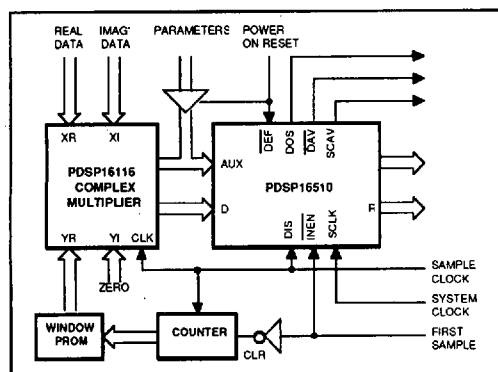 REAL DATA
IMAG' DATA
PARAMETERS
POWER ON RESET
XR
XI
PDSP16116
COMPLEX
MULTIPLIER
YR
YI
CLK
ZERO
AUX
D
DEF
DOS
DAV
SCAV
PDSP16510
R
DIS
INEN
SCLK
SAMPLE CLOCK
SYSTEM CLOCK
WINDOW PROM
COUNTER
CLR
FIRST SAMPLE